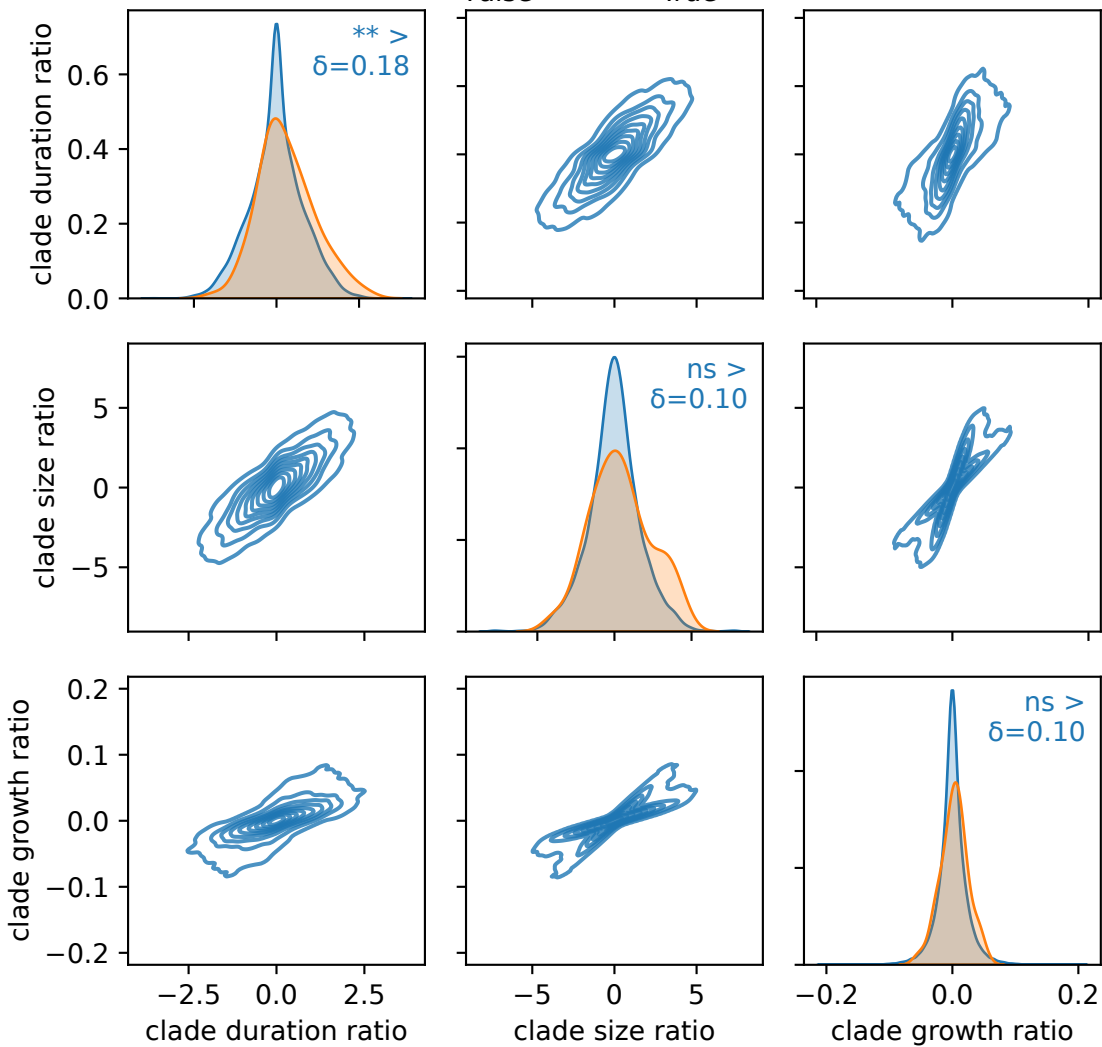 False True
clade duration ratio
0.6
0.4
0.2
0.0
** >
δ=0.18
clade size ratio
5
0
−5
ns >
δ=0.10
clade growth ratio
0.2
0.1
0.0
−0.1
−0.2
ns >
δ=0.10
−2.5 0.0 2.5
−5 0 5
−0.2 0.0 0.2
clade duration ratio
clade size ratio
clade growth ratio